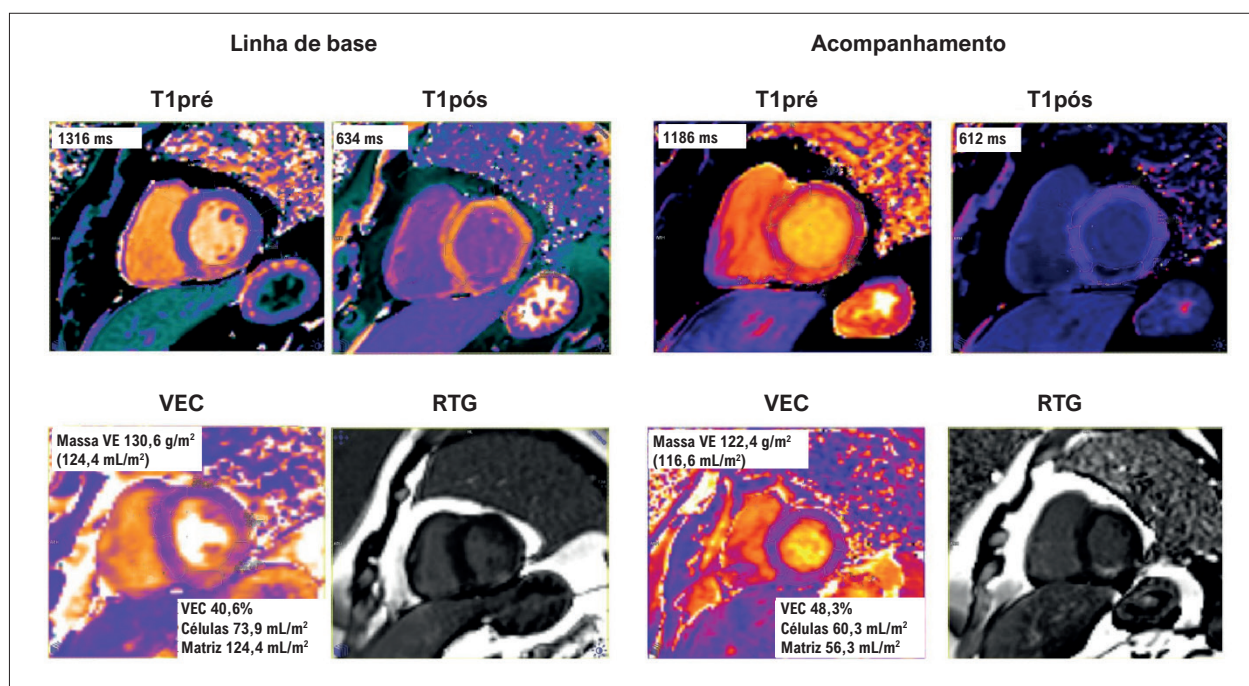 Linha de base
Acompanhamento
T1pré
T1pós
T1pré
T1pós
1316 ms
634 ms
1186 ms
612 ms
VEC
RTG
VEC
RTG
Massa VE 130,6 g/m²
(124,4 mL/m²)
Massa VE 122,4 g/m²
(116,6 mL/m²)
VEC 40,6%
Células 73,9 mL/m²
Matriz 124,4 mL/m²
VEC 48,3%
Células 60,3 mL/m²
Matriz 56,3 mL/m²